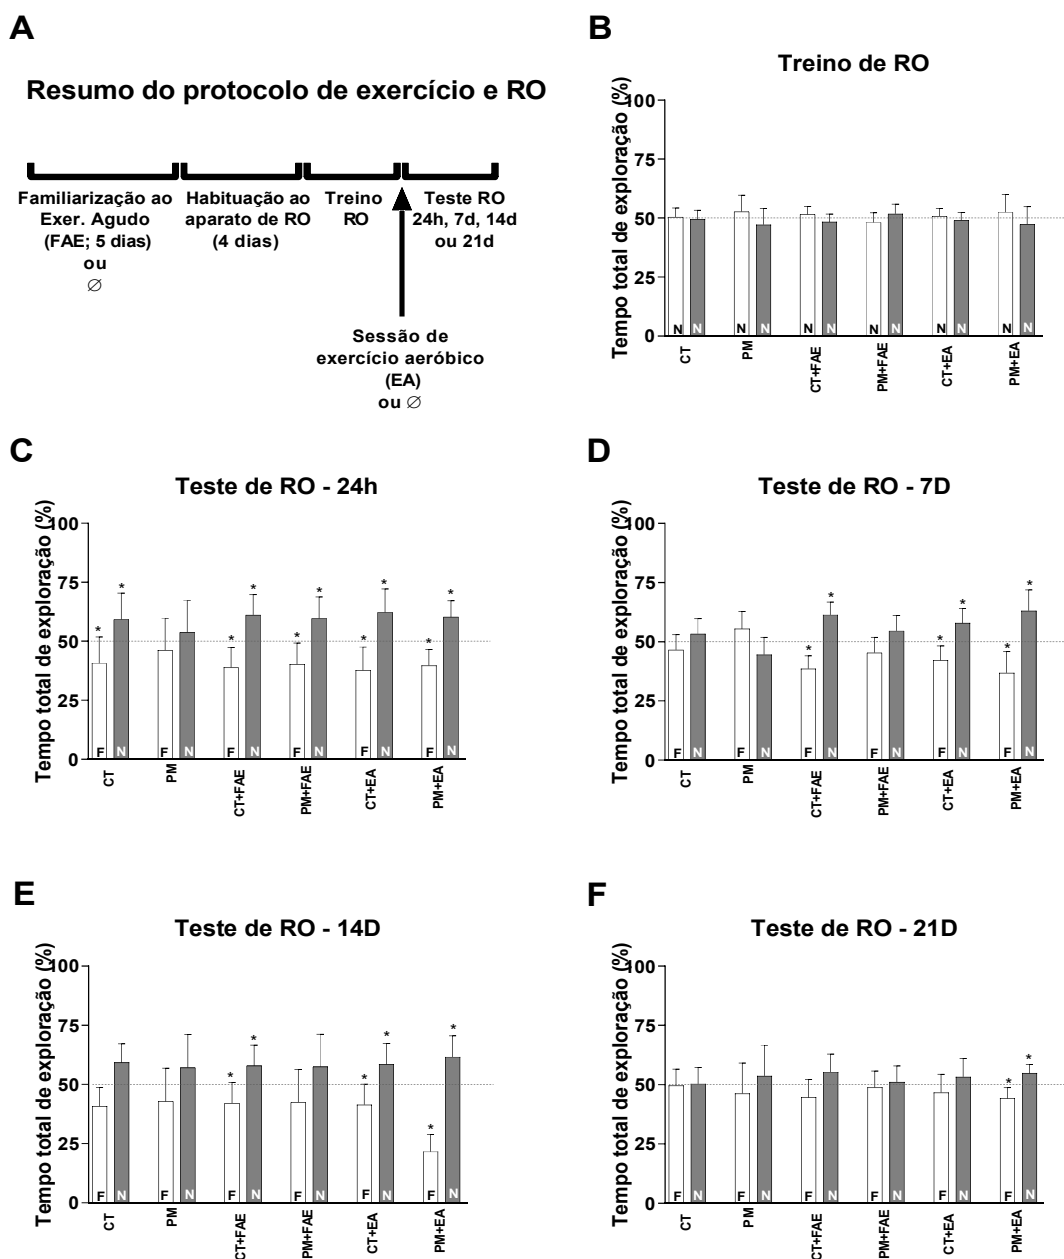 A
Resumo do protocolo de exercício e RO
Familiarização ao
Exer. Agudo
(FAE; 5 dias)
ou
∅
Habituação ao
aparato de RO
(4 dias)
Treino
RO
Teste RO
24h, 7d, 14d
ou 21d
Sessão de
exercício aeróbico
(EA)
ou ∅
B
Treino de RO
Tempo total de exploração (%)
100
75
50
25
0
N N N N N N N N N N N N
CT PM CT+FAE PM+FAE CT+EA PM+EA
C
Teste de RO - 24h
Tempo total de exploração (%)
100
75
50
25
0
* * * * * * * * * *
F N F N F N F N F N F N
CT PM CT+FAE PM+FAE CT+EA PM+EA
D
Teste de RO - 7D
Tempo total de exploração (%)
100
75
50
25
0
* * * * * *
F N F N F N F N F N F N
CT PM CT+FAE PM+FAE CT+EA PM+EA
E
Teste de RO - 14D
Tempo total de exploração (%)
100
75
50
25
0
* * * * * *
F N F N F N F N F N F N
CT PM CT+FAE PM+FAE CT+EA PM+EA
F
Teste de RO - 21D
Tempo total de exploração (%)
100
75
50
25
0
* *
F N F N F N F N F N F N
CT PM CT+FAE PM+FAE CT+EA PM+EA